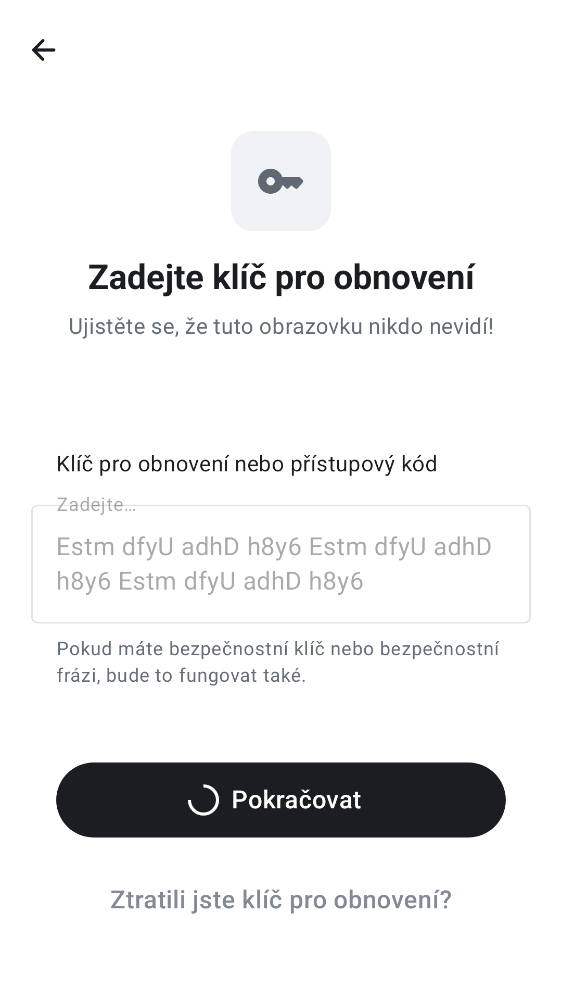 Zadejte klíč pro obnovení
Ujistěte se, že tuto obrazovku nikdo nevidí!
Klíč pro obnovení nebo přístupový kód
Zadejte…
Estm dfyU adhD h8y6 Estm dfyU adhD
h8y6 Estm dfyU adhD h8y6
Pokud máte bezpečnostní klíč nebo bezpečnostní
frázi, bude to fungovat také.
Pokračovat
Ztratili jste klíč pro obnovení?